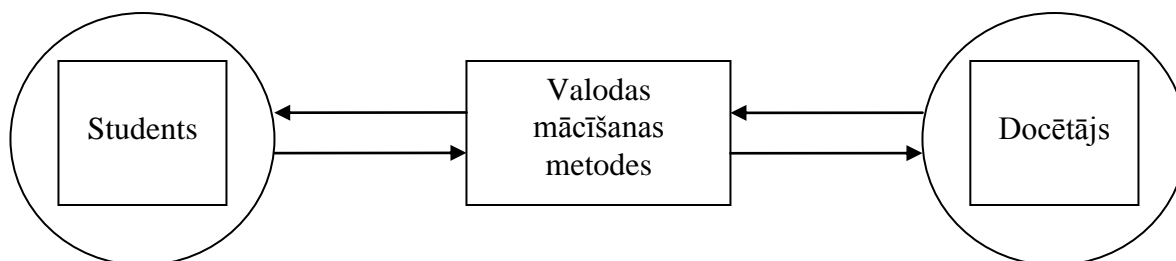 Students
Valodas
mācīšanas
metodes
Docētājs